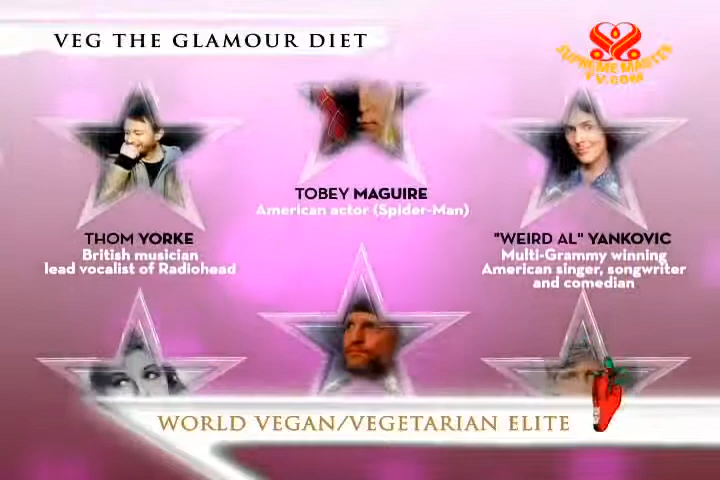 VEG THE GLAMOUR DIET
SUPREME MASTER
TV.COM
TOBEY MAGUIRE
American actor (Spider-Man)
THOM YORKE
British musician
lead vocalist of Radiohead
"WEIRD AL" YANKOVIC
Multi-Grammy winning
American singer, songwriter
and comedian
WORLD VEGAN/VEGETARIAN ELITE